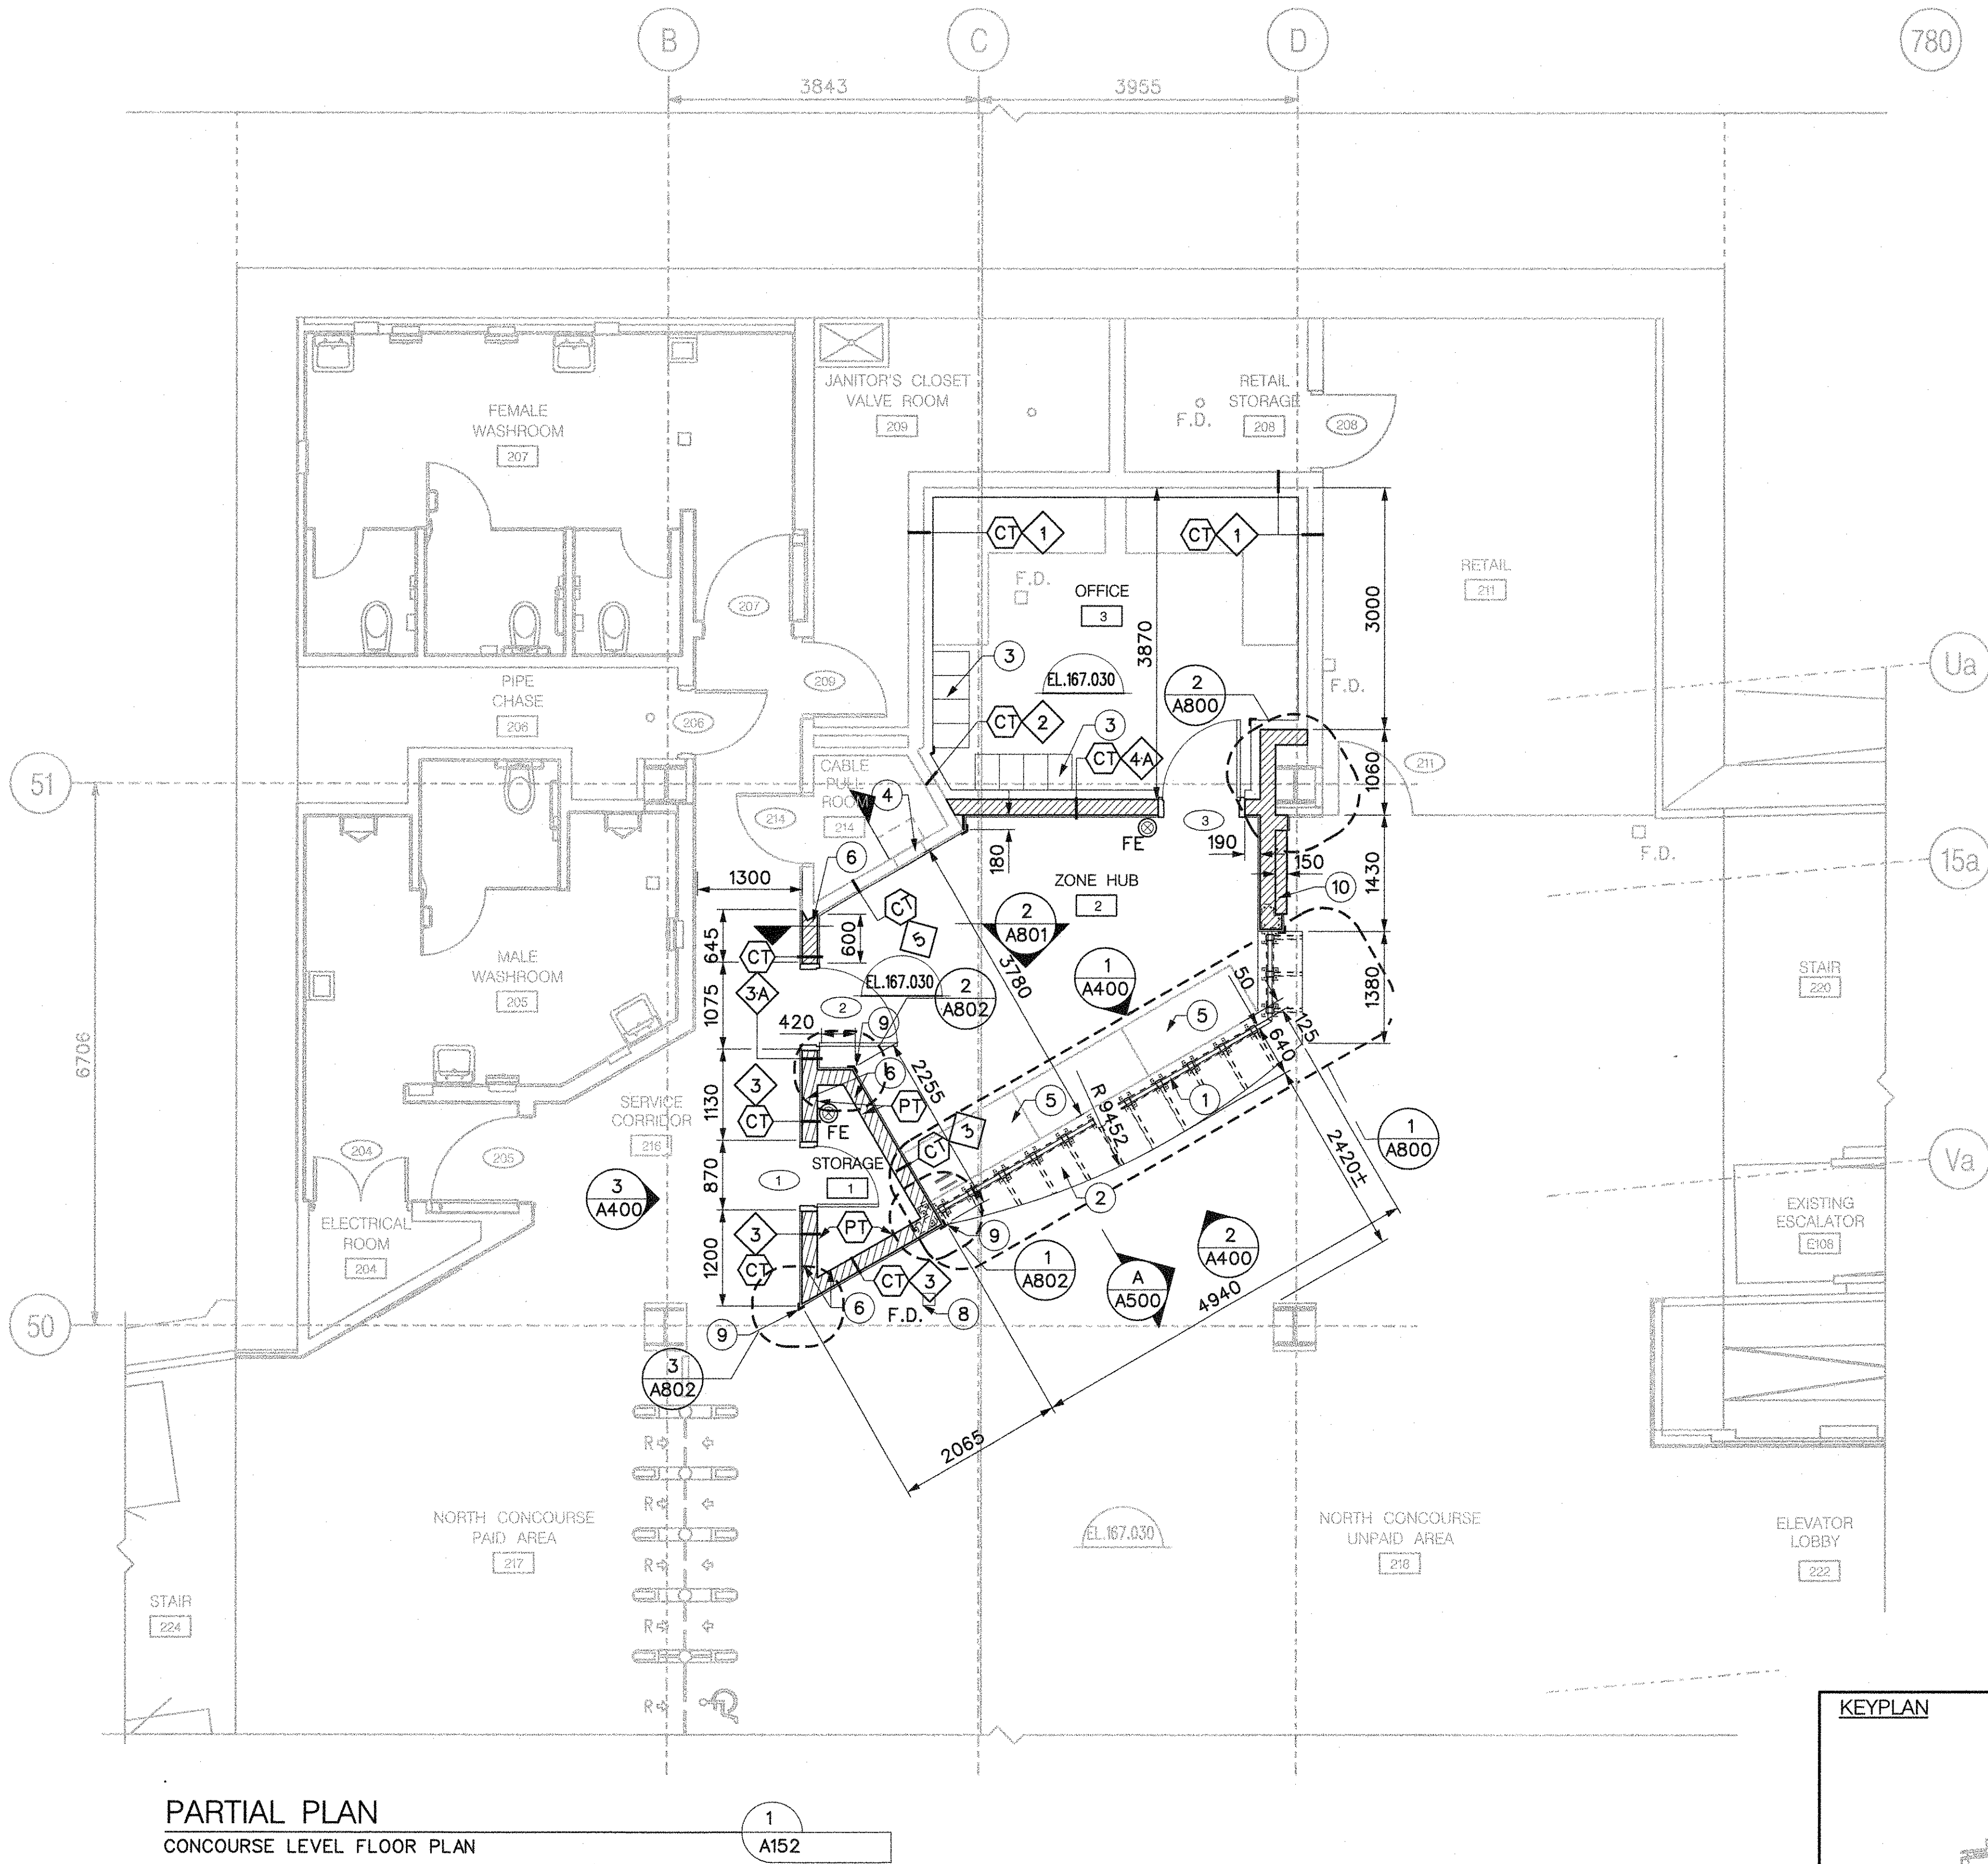 B
C
D
780
3843
3955
JANITOR'S CLOSET
VALVE ROOM
209
RETAIL
STORAGE
208
F.D.
208
FEMALE
WASHROOM
207
CT
1
CT
1
RETAIL
211
F.D.
OFFICE
3
3000
207
3870
3
EL.167.030
2
A800
F.D.
Ua
PIPE
CHASE
206
209
206
CT
2
3
CT
4A
1060
211
51
CABLE
PULL
ROOM
214
214
4
3
FE
180
190
150
F.D.
15a
6
1300
ZONE HUB
2
10
1430
CT
5
2
A801
645
600
CT
3A
EL.167.030
3780
1
A400
50
1380
MALE
WASHROOM
205
STAIR
220
2
A802
1075
2
420
9
5
125
640
6706
2255
6
3
CT
1130
PT
FE
R 9452
5
1
SERVICE
CORRIDOR
216
CT
3
2420±
1
A800
204
205
STORAGE
1
1
870
2
Va
3
A400
ELECTRICAL
ROOM
204
3
CT
PT
1200
9
1
A802
2
A400
A
A500
4940
EXISTING
ESCALATOR
E108
CT
3
6
F.D.
8
50
9
3
A802
2065
R
R
R
R
R
NORTH CONCOURSE
PAID AREA
217
EL.167.030
NORTH CONCOURSE
UNPAID AREA
218
ELEVATOR
LOBBY
222
STAIR
224
KEYPLAN
PARTIAL PLAN
CONCOURSE LEVEL FLOOR PLAN
1
A152